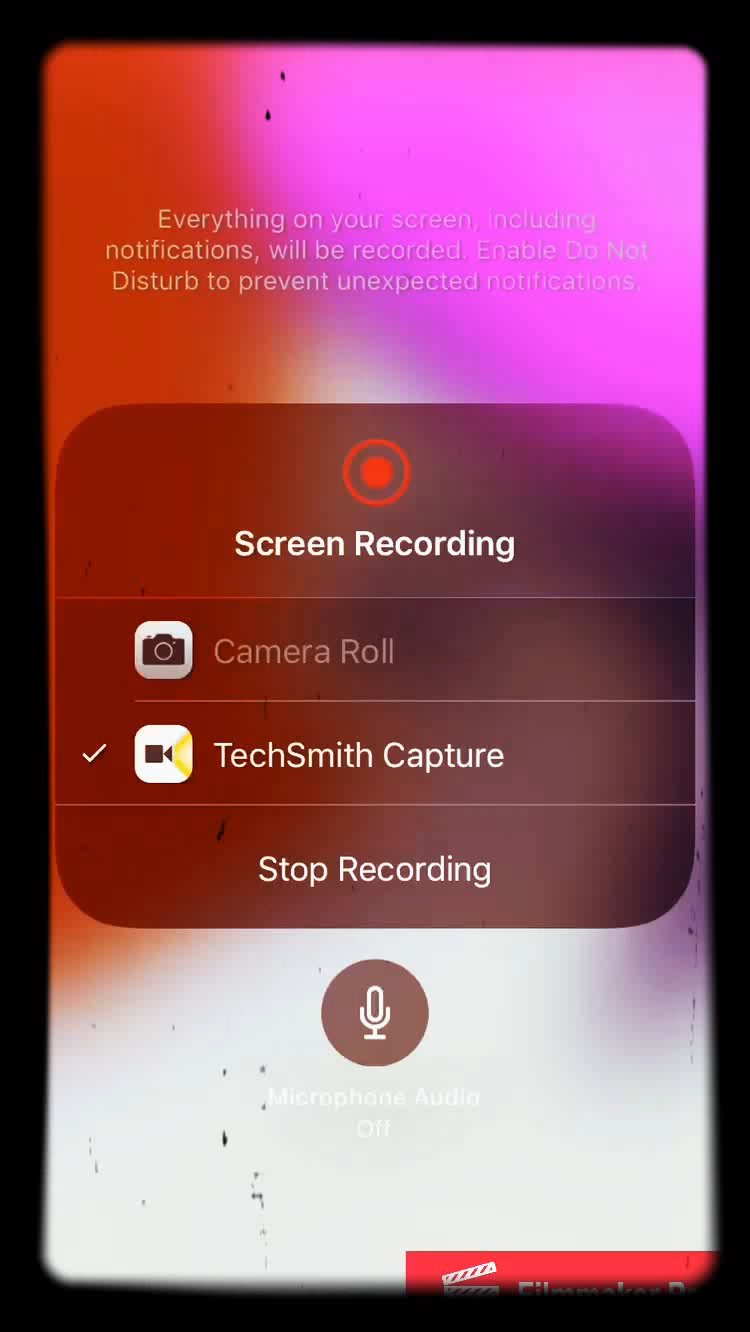 Everything on your screen, including
notifications, will be recorded. Enable Do Not
Disturb to prevent unexpected notifications.
Screen Recording
Camera Roll
TechSmith Capture
Stop Recording
Microphone Audio
Off
Filmmaker